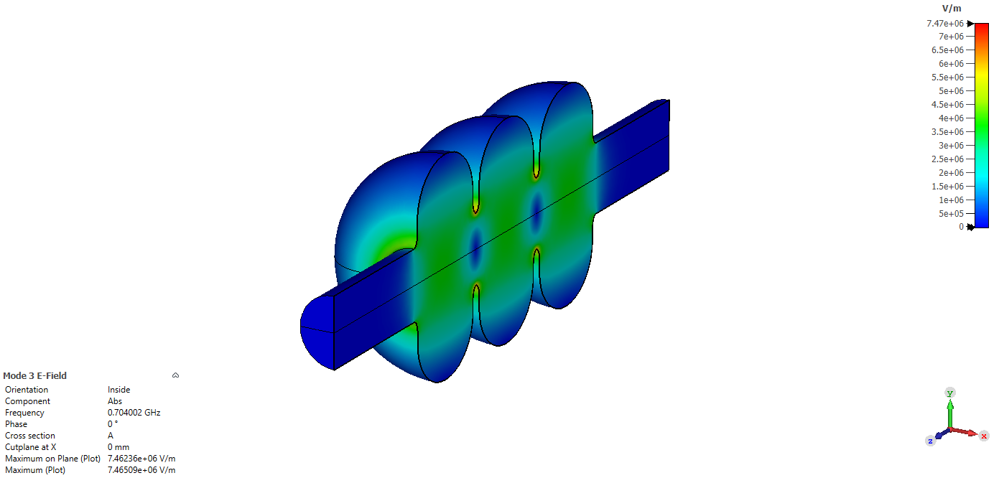 V/m
7.47e+06
7e+06
6.5e+06
6e+06
5.5e+06
5e+06
4.5e+06
4e+06
3.5e+06
3e+06
2.5e+06
2e+06
1.5e+06
1e+06
5e+05
0
Mode 3 E-Field
Orientation Inside
Component Abs
Frequency 0.704002 GHz
Phase 0 °
Cross section A
Cutplane at X 0 mm
Maximum on Plane (Plot) 7.46236e+06 V/m
Maximum (Plot) 7.46509e+06 V/m
y
x
z